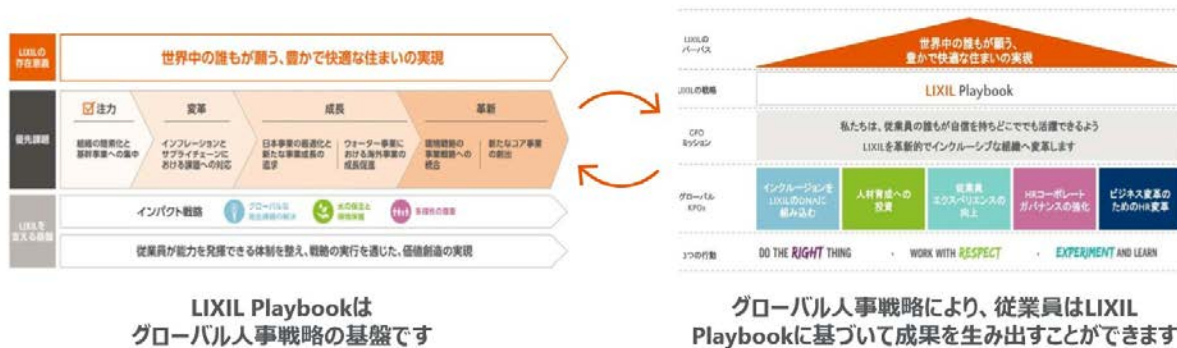 LIXILの
存在意義
世界中の誰もが願う、豊かで快適な住まいの実現
優先課題
注力
変革
成長
革新
組織の簡素化と
基幹事業への集中
インフレーションと
サプライチェーンに
おける課題への対応
日本事業の最適化と
新たな事業成長の
追求
ウォーター事業に
おける海外事業の
成長促進
環境戦略の
事業戦略への
統合
新たなコア事業
の創出
LIXILを
支える基盤
インパクト戦略
グローバルな
衛生課題の解決
水の保全と
環境保護
多様性の尊重
従業員が能力を発揮できる体制を整え、戦略の実行を通じた、価値創造の実現
LIXIL Playbookは
グローバル人事戦略の基盤です
LIXILの
パーパス
世界中の誰もが願う、
豊かで快適な住まいの実現
LIXILの戦略
LIXIL Playbook
CPO
ミッション
私たちは、従業員の誰もが自信を持ちどこででも活躍できるよう
LIXILを革新的でインクルーシブな組織へ変革します
グローバル
KPOs
インクルージョンを
LIXILのDNAに
組み込む
人材育成への
投資
従業員
エクスペリエンスの
向上
HRコーポレート
ガバナンスの強化
ビジネス変革の
ためのHR変革
3つの行動
DO THE RIGHT THING
・ WORK WITH RESPECT
・ EXPERIMENT AND LEARN
グローバル人事戦略により、従業員はLIXIL
Playbookに基づいて成果を生み出すことができます